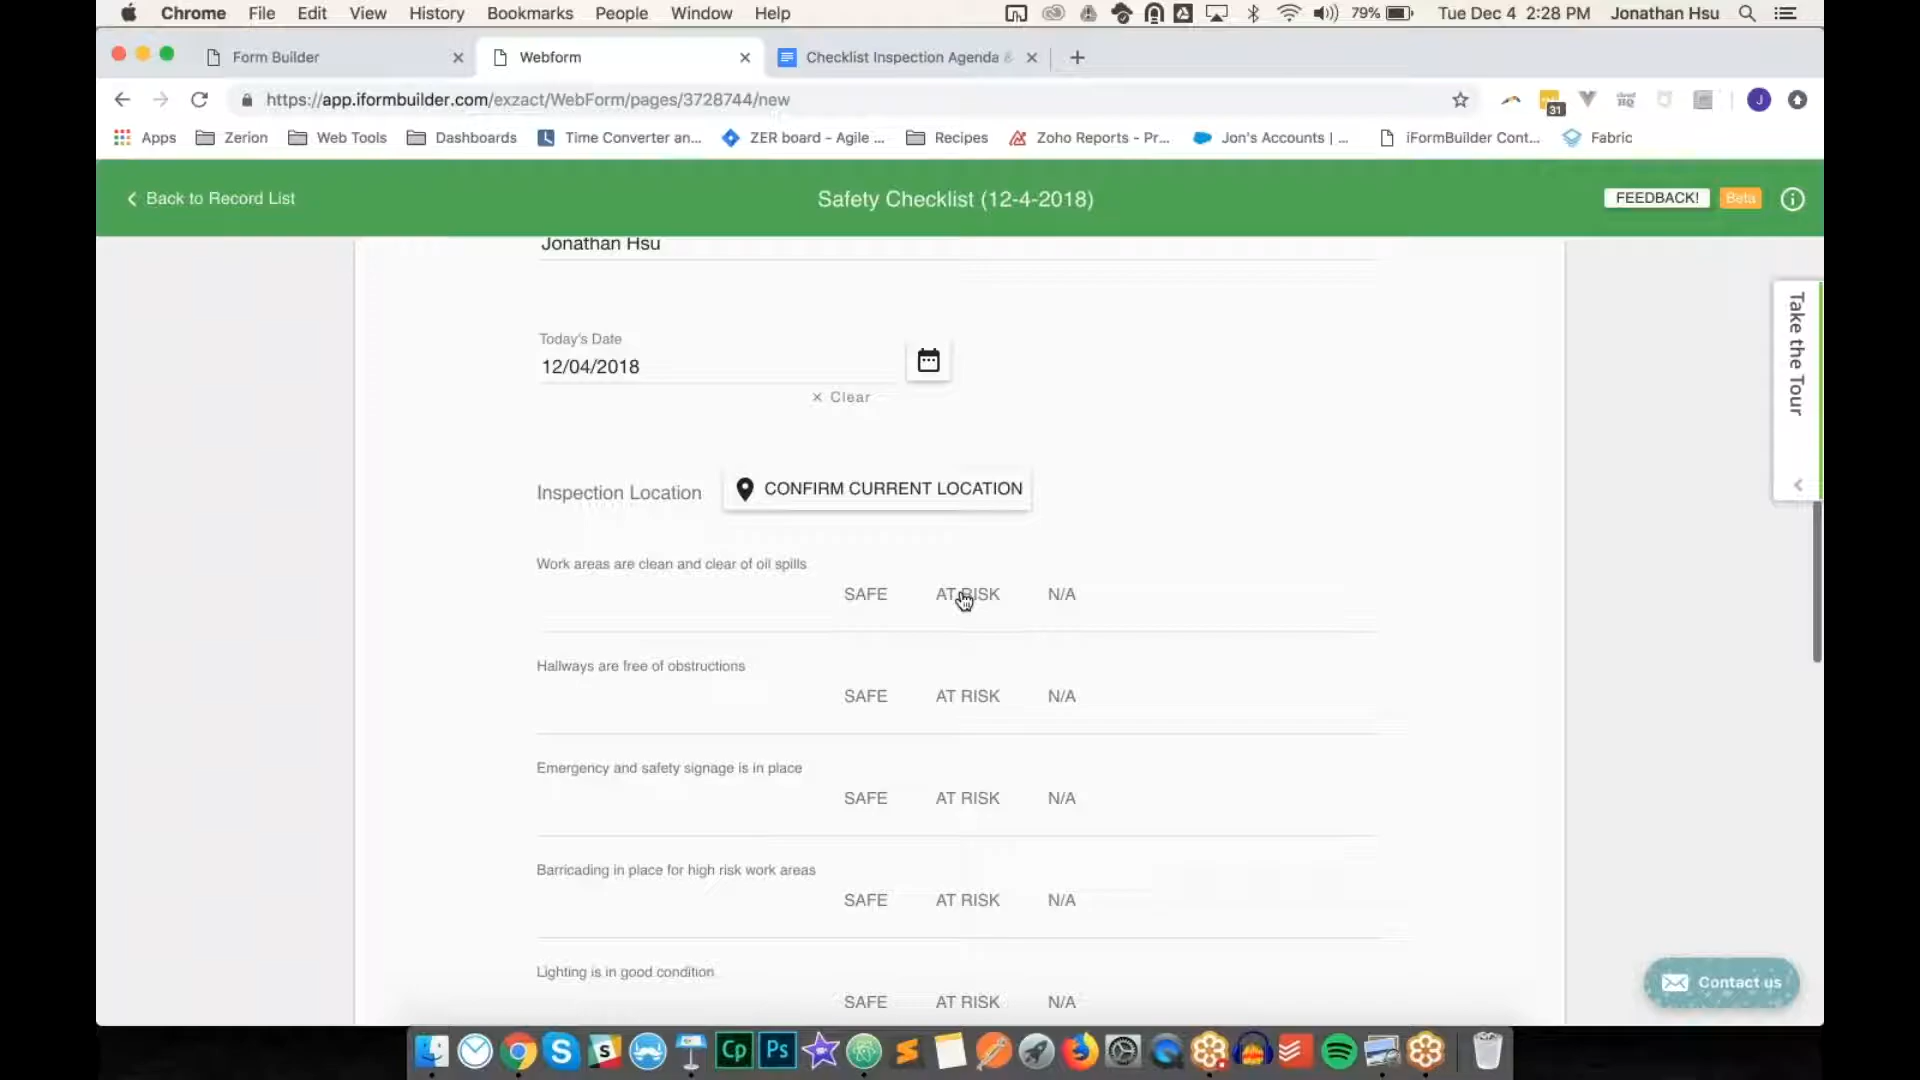 Chrome File Edit View History Bookmarks People Window Help 79% Tue Dec 4 2:28 PM Jonathan Hsu
Form Builder Webform Checklist Inspection Agenda
https://app.iformbuilder.com/exzact/WebForm/pages/3728744/new 31 J
Apps Zerion Web Tools Dashboards Time Converter an... ZER board - Agile ... Recipes Zoho Reports - Pr... Jon's Accounts | ... iFormBuilder Cont... Fabric
Back to Record List Safety Checklist (12-4-2018) FEEDBACK! Beta
Jonathan Hsu
Take the Tour
Today's Date
12/04/2018
× Clear
Inspection Location CONFIRM CURRENT LOCATION
Work areas are clean and clear of oil spills
SAFE AT RISK N/A
Hallways are free of obstructions
SAFE AT RISK N/A
Emergency and safety signage is in place
SAFE AT RISK N/A
Barricading in place for high risk work areas
SAFE AT RISK N/A
Lighting is in good condition
SAFE AT RISK N/A
Contact us
S S Cp Ps